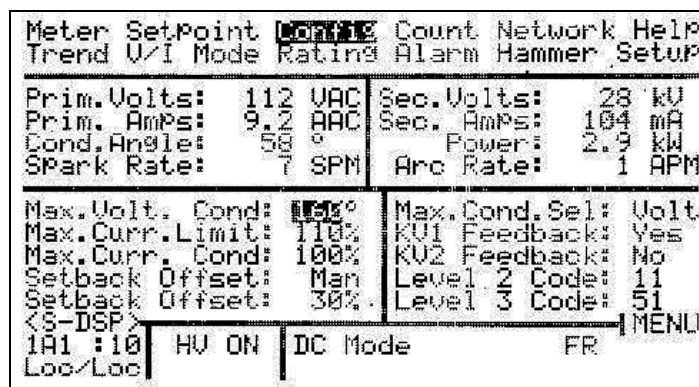 Meter Setpoint Config Count Network Help
Trend V/I Mode Rating Alarm Hammer Setup
Prim.Volts: 112 VAC Sec.Volts: 28 kV
Prim. Amps: 9.2 AAC Sec. Amps: 104 mA
Cond.Angle: 58 ° Power: 2.9 kW
Spark Rate: 7 SPM Arc Rate: 1 APM
Max.Volt. Cond: ° Max.Cond.Sel: Volt
Max.Curr.Limit: 110% KV1 Feedback: Yes
Max.Curr. Cond: 100% KV2 Feedback: No
Setback Offset: Man Level 2 Code: 11
Setback Offset: 30% Level 3 Code: 51
<S-DSP> MENU
1A1 :10 HV ON DC Mode FR
Loc/Loc